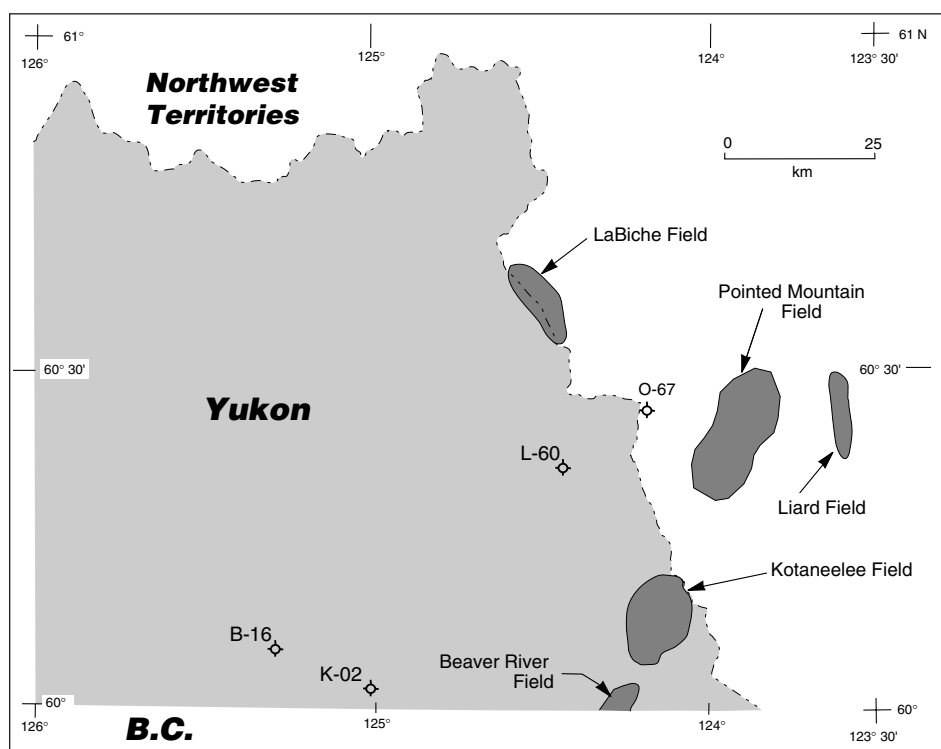 61°
126°
125°
124°
61 N
123° 30'
Northwest
Territories
0
25
km
LaBiche Field
Pointed Mountain
Field
60° 30'
60° 30'
O-67
Yukon
L-60
Liard Field
Kotaneelee Field
B-16
K-02
Beaver River
Field
60°
126°
B.C.
125°
124°
60°
123° 30'